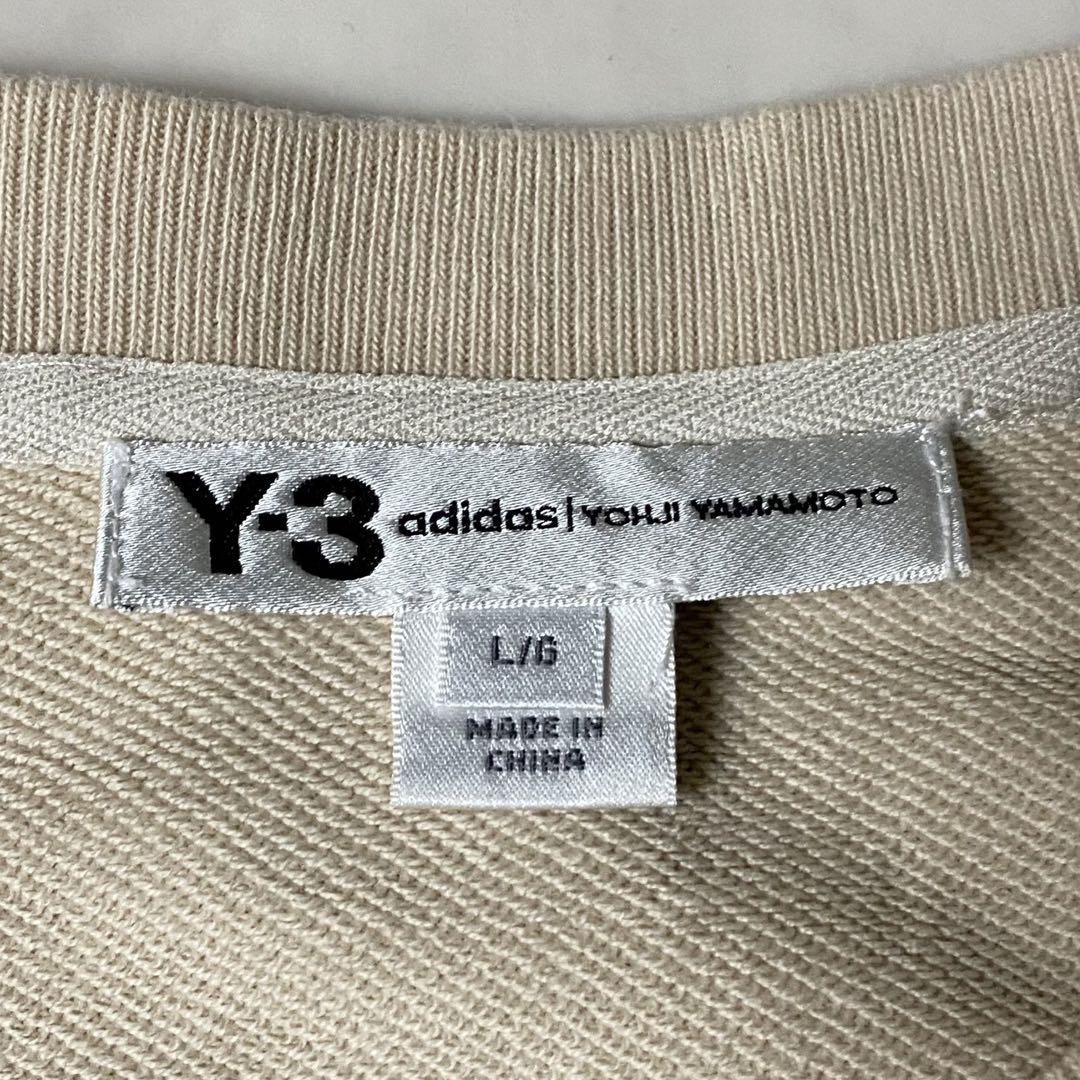 Y-3 adidas | YOHJI YAMAMOTO
L/G
MADE IN
CHINA